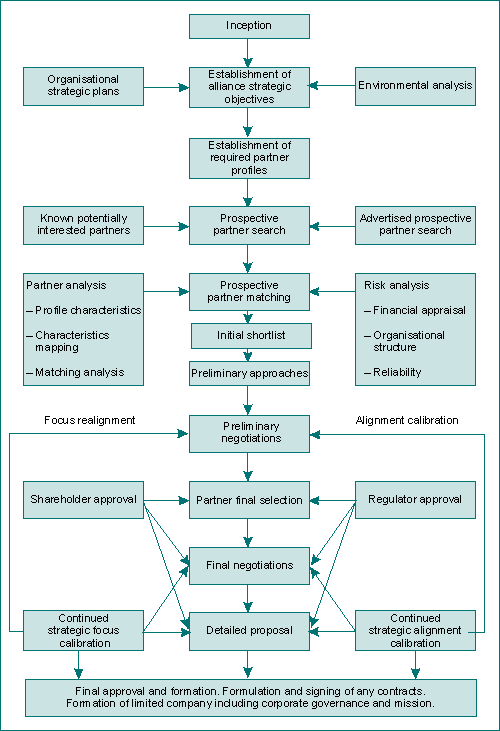 Inception
Organisational
strategic plans
Establishment of
alliance strategic
objectives
Environmental analysis
Establishment of
required partner
profiles
Known potentially
interested partners
Prospective
partner search
Advertised prospective
partner search
Partner analysis
– Profile characteristics
– Characteristics
mapping
– Matching analysis
Prospective
partner matching
Risk analysis
– Financial appraisal
– Organisational
structure
– Reliability
Initial shortlist
Preliminary approaches
Focus realignment
Alignment calibration
Preliminary
negotiations
Shareholder approval
Partner final selection
Regulator approval
Final negotiations
Continued
strategic focus
calibration
Detailed proposal
Continued
strategic alignment
calibration
Final approval and formation. Formulation and signing of any contracts.
Formation of limited company including corporate governance and mission.